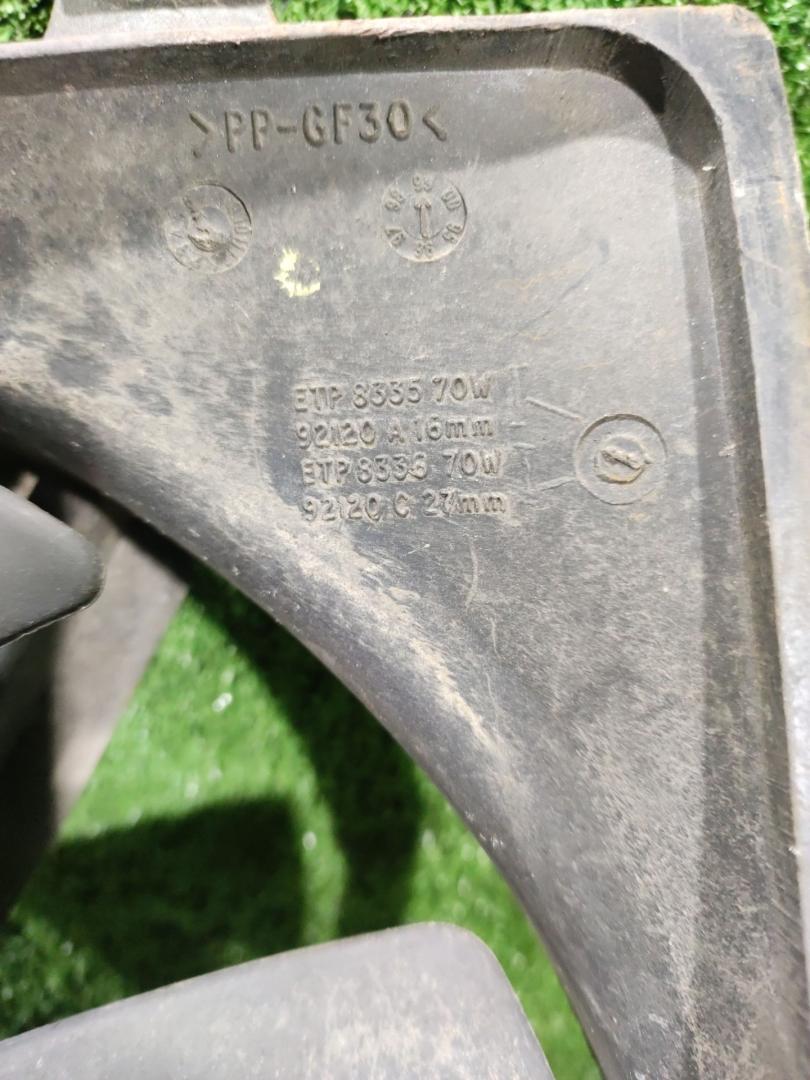 >PP-GF30<
ETP 8335 70W
92120 A 16mm
ETP 8336 70W
92120 C 27mm